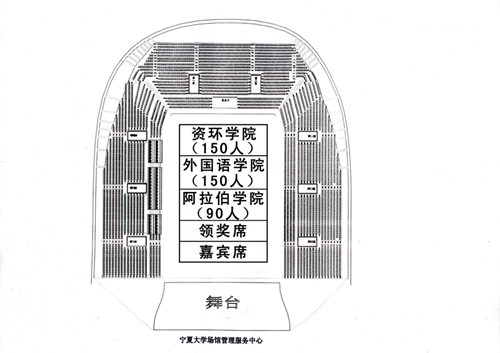 资环学院
（150人）
外国语学院
（150人）
阿拉伯学院
（90人）
领奖席
嘉宾席
舞台
宁夏大学场馆管理服务中心